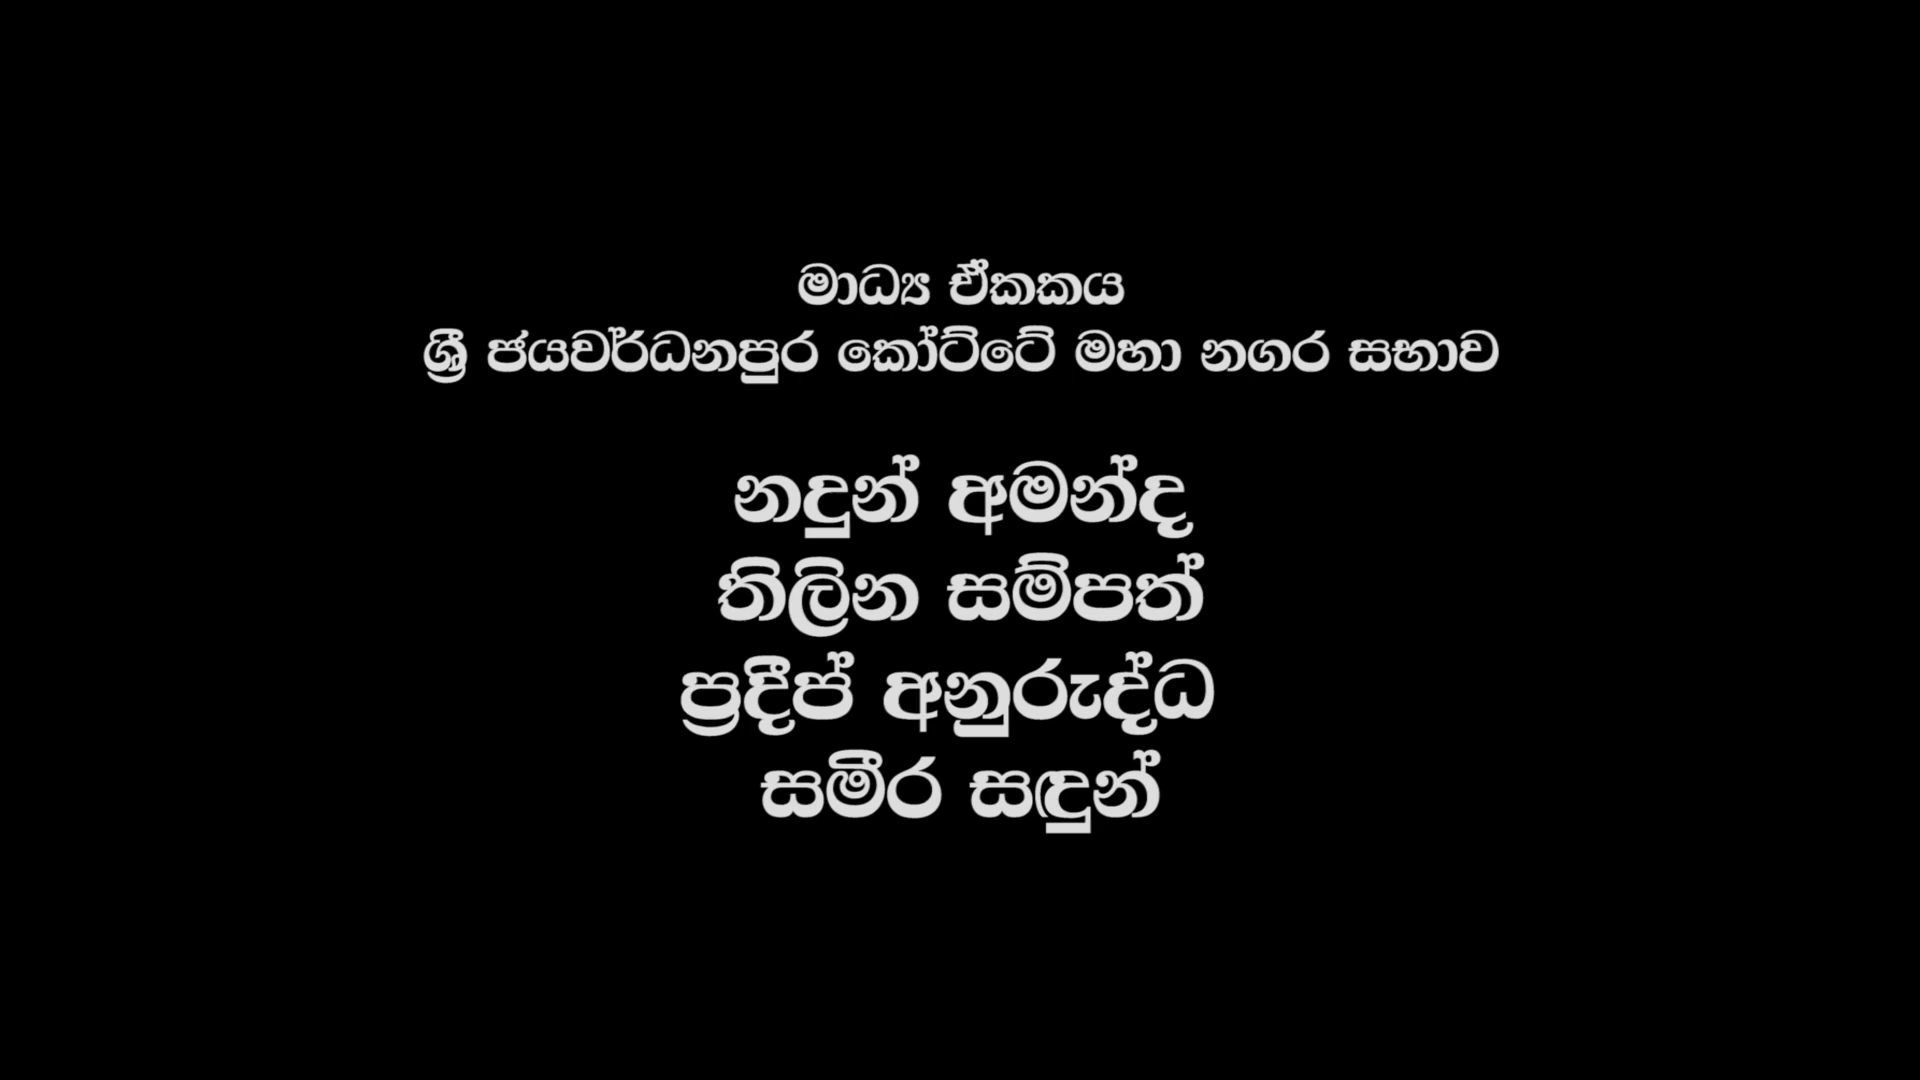 මාධ්‍ය ඒකකය
ශ්‍රී ජයවර්ධනපුර කෝට්ටේ මහා නගර සභාව
නදුන් අමන්ද
තිලින සම්පත්
ප්‍රදීප් අනුරුද්ධ
සමීර සඳුන්